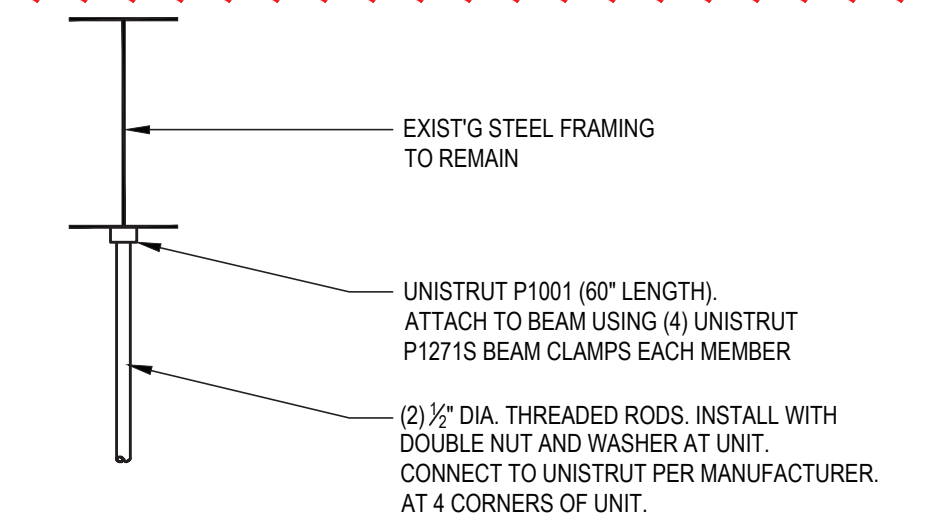 EXIST'G STEEL FRAMING
TO REMAIN
UNISTRUT P1001 (60" LENGTH).
ATTACH TO BEAM USING (4) UNISTRUT
P1271S BEAM CLAMPS EACH MEMBER
(2) ½" DIA. THREADED RODS. INSTALL WITH
DOUBLE NUT AND WASHER AT UNIT.
CONNECT TO UNISTRUT PER MANUFACTURER.
AT 4 CORNERS OF UNIT.